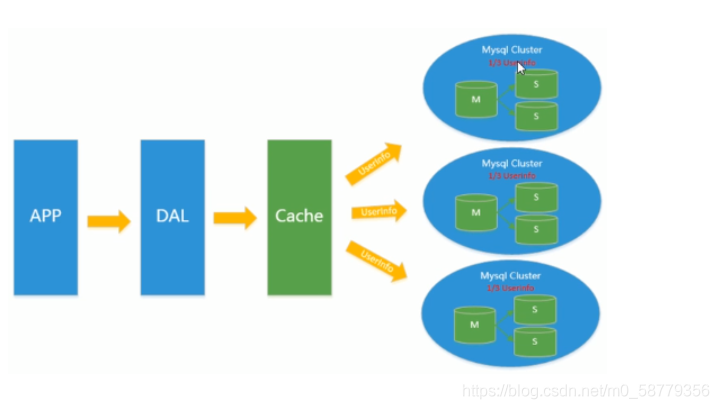 Mysql Cluster
1/3 UserInfo
M
S
S
APP
DAL
Cache
UserInfo
UserInfo
UserInfo
Mysql Cluster
1/3 UserInfo
M
S
S
Mysql Cluster
1/3 UserInfo
M
S
S
https://blog.csdn.net/m0_58779356